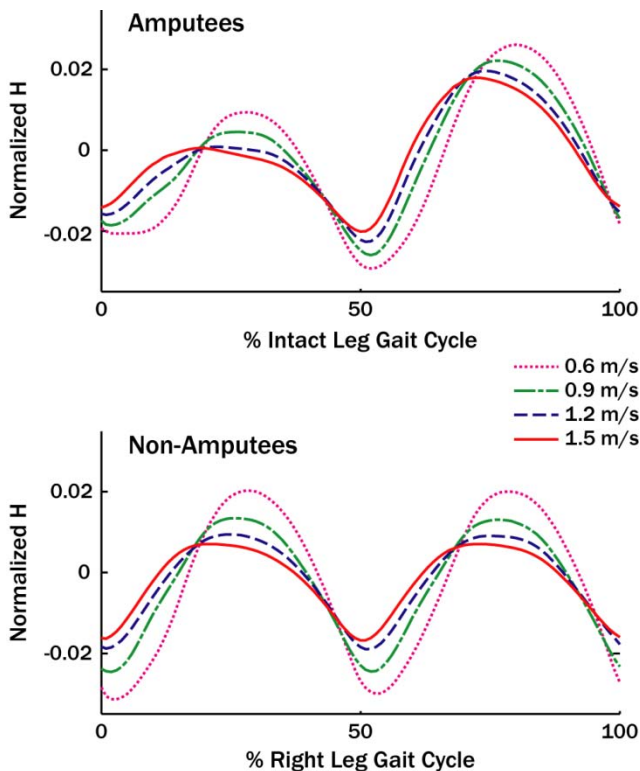 Amputees
Normalized H
0.02
0
-0.02
0
50
100
% Intact Leg Gait Cycle
0.6 m/s
0.9 m/s
1.2 m/s
1.5 m/s
Non-Amputees
Normalized H
0.02
0
-0.02
0
50
100
% Right Leg Gait Cycle